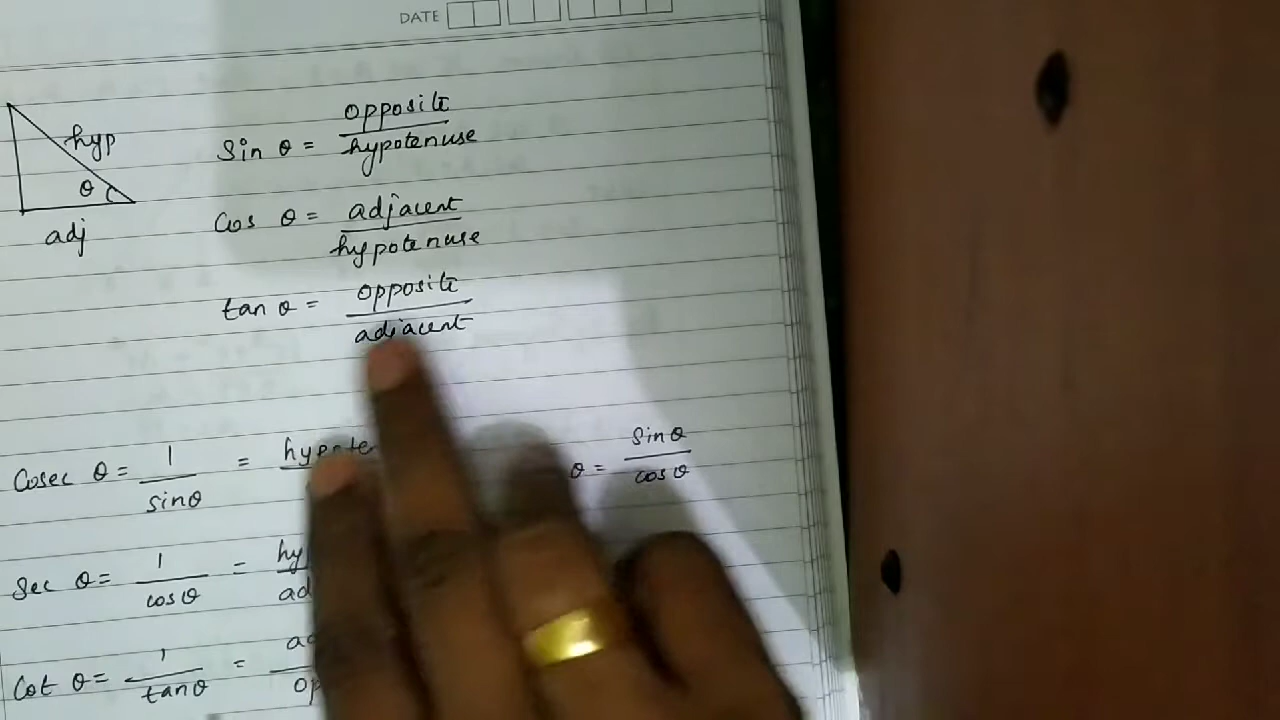 DATE
hyp
θ
adj
sin θ = opposite / hypotenuse
cos θ = adjacent / hypotenuse
tan θ = opposite / adjacent
Cosec θ = 1 / sinθ =
θ = sinθ / cosθ
Sec θ = 1 / cosθ =
Cot θ = 1 / tanθ =